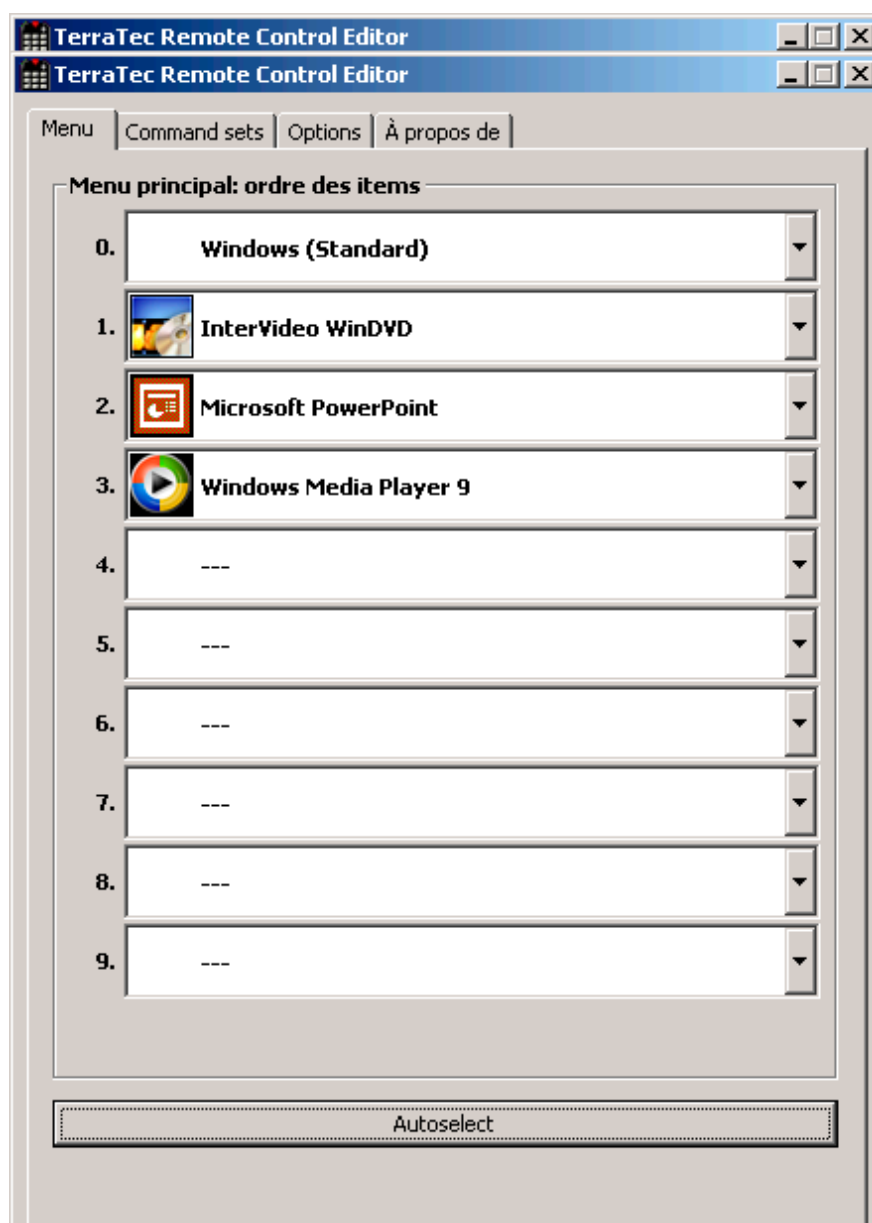 TerraTec Remote Control Editor
TerraTec Remote Control Editor
Menu Command sets Options À propos de
Menu principal: ordre des items
0. Windows (Standard)
1. InterVideo WinDVD
2. Microsoft PowerPoint
3. Windows Media Player 9
4. ---
5. ---
6. ---
7. ---
8. ---
9. ---
Autoselect